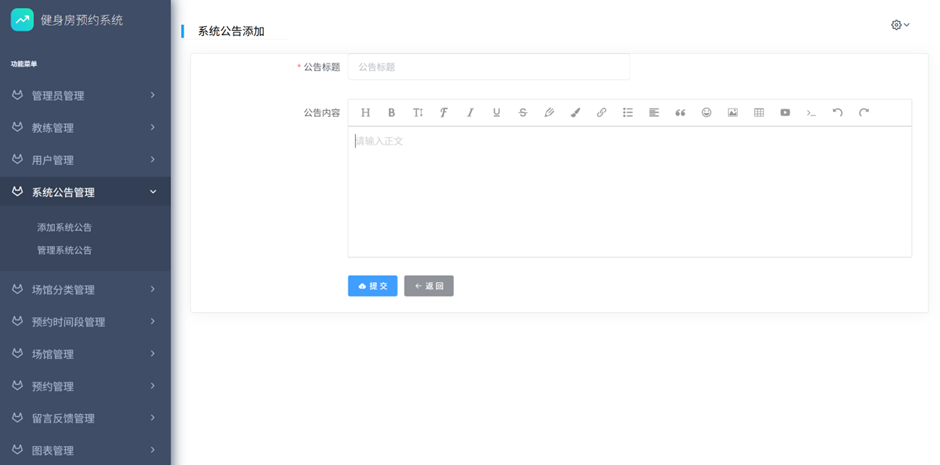 健身房预约系统
系统公告添加
功能菜单
管理员管理
教练管理
用户管理
系统公告管理
添加系统公告
管理系统公告
场馆分类管理
预约时间段管理
场馆管理
预约管理
留言反馈管理
图表管理
* 公告标题
公告标题
公告内容
请输入正文
提交
返回